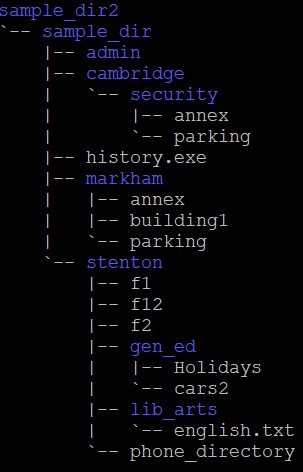 sample_dir2
`-- sample_dir
    |-- admin
    |-- cambridge
    |   `-- security
    |       |-- annex
    |       `-- parking
    |-- history.exe
    |-- markham
    |   |-- annex
    |   |-- building1
    |   `-- parking
    `-- stenton
        |-- f1
        |-- f12
        |-- f2
        |-- gen_ed
        |   |-- Holidays
        |   `-- cars2
        |-- lib_arts
        |   `-- english.txt
        `-- phone_directory